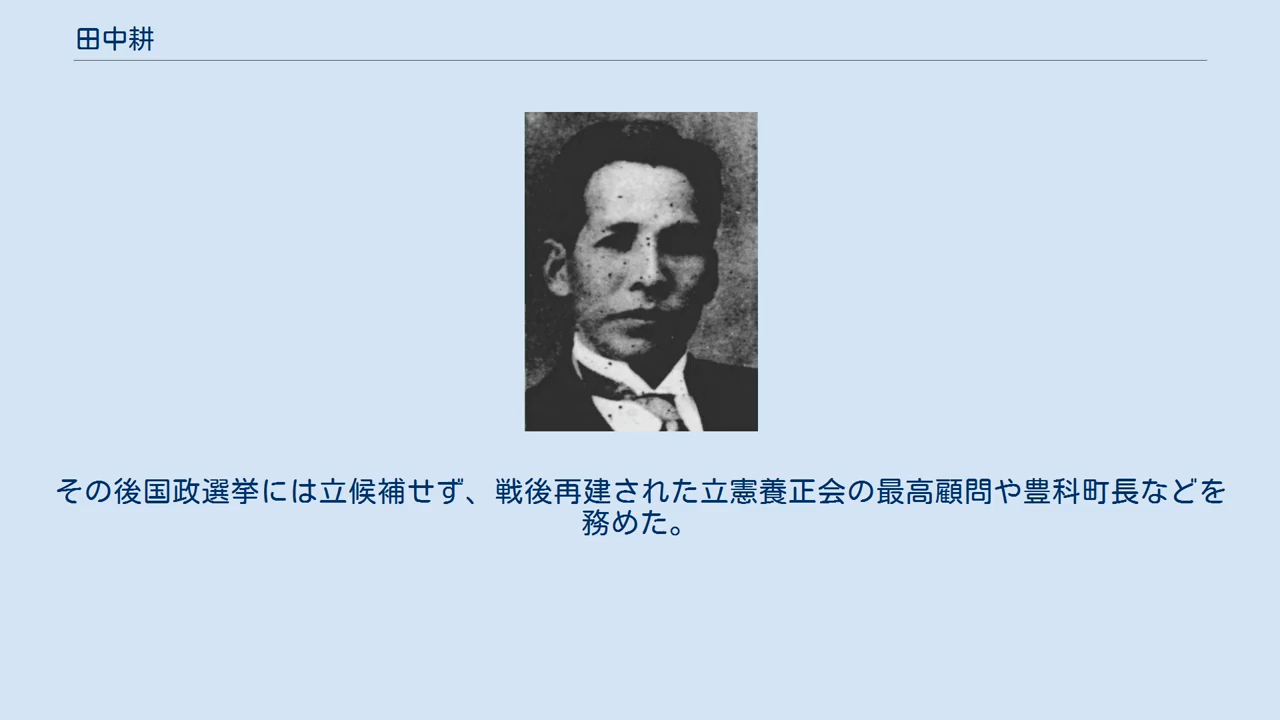 田中耕
その後国政選挙には立候補せず、戦後再建された立憲養正会の最高顧問や豊科町長などを
務めた。